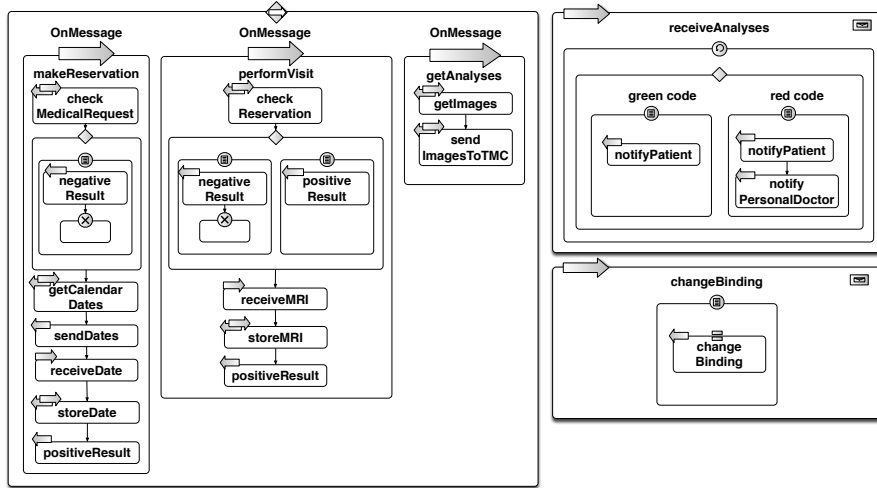 OnMessage
makeReservation
check
MedicalRequest
negative
Result
getCalendar
Dates
sendDates
receiveDate
storeDate
positiveResult
OnMessage
performVisit
check
Reservation
negative
Result
positive
Result
receiveMRI
storeMRI
positiveResult
OnMessage
getAnalyses
getImages
send
ImagesToTMC
receiveAnalyses
green code
notifyPatient
red code
notifyPatient
notify
PersonalDoctor
changeBinding
change
Binding